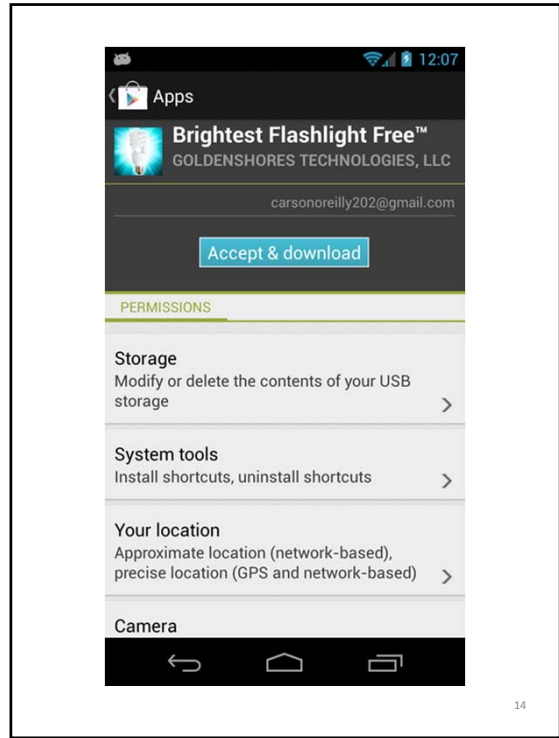 12:07
Apps
Brightest Flashlight Free™
GOLDENSHORES TECHNOLOGIES, LLC
carsonoreilly202@gmail.com
Accept & download
PERMISSIONS
Storage
Modify or delete the contents of your USB
storage
System tools
Install shortcuts, uninstall shortcuts
Your location
Approximate location (network-based),
precise location (GPS and network-based)
Camera
14